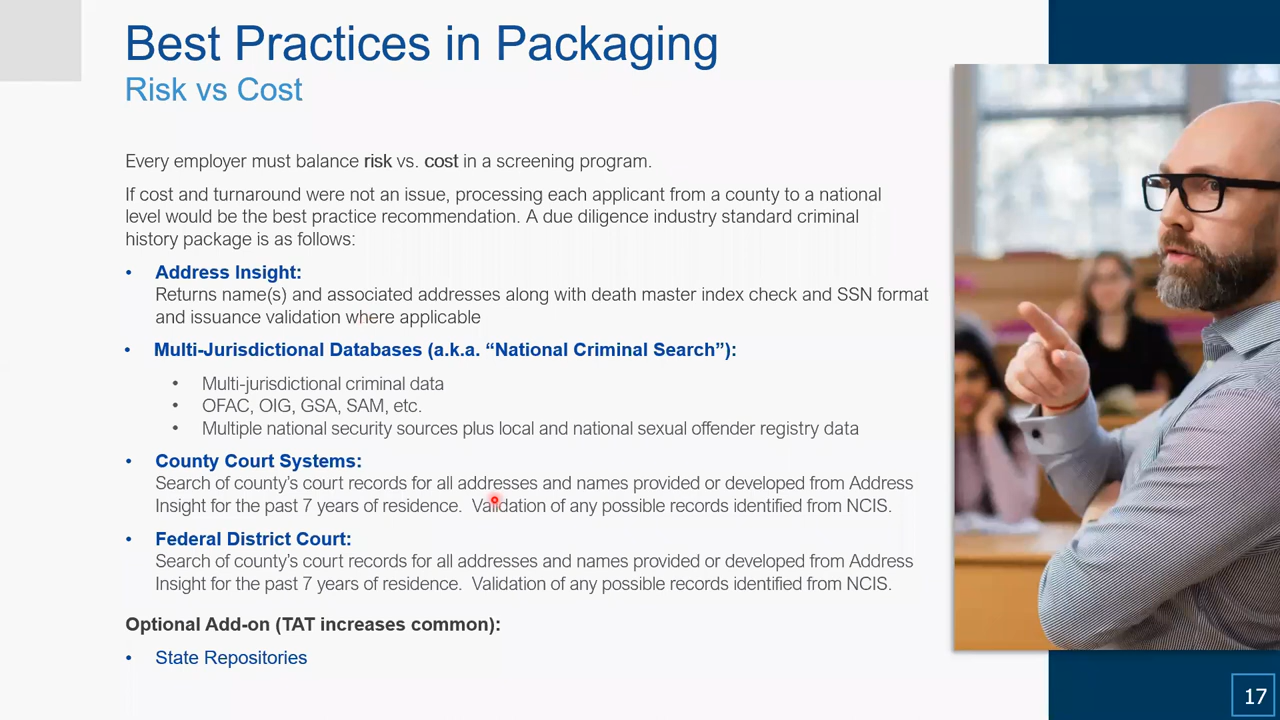 Best Practices in Packaging
Risk vs Cost
Every employer must balance risk vs. cost in a screening program.
If cost and turnaround were not an issue, processing each applicant from a county to a national
level would be the best practice recommendation. A due diligence industry standard criminal
history package is as follows:
• Address Insight:
Returns name(s) and associated addresses along with death master index check and SSN format
and issuance validation where applicable
• Multi-Jurisdictional Databases (a.k.a. “National Criminal Search”):
• Multi-jurisdictional criminal data
• OFAC, OIG, GSA, SAM, etc.
• Multiple national security sources plus local and national sexual offender registry data
• County Court Systems:
Search of county’s court records for all addresses and names provided or developed from Address
Insight for the past 7 years of residence. Validation of any possible records identified from NCIS.
• Federal District Court:
Search of county’s court records for all addresses and names provided or developed from Address
Insight for the past 7 years of residence. Validation of any possible records identified from NCIS.
Optional Add-on (TAT increases common):
• State Repositories
17